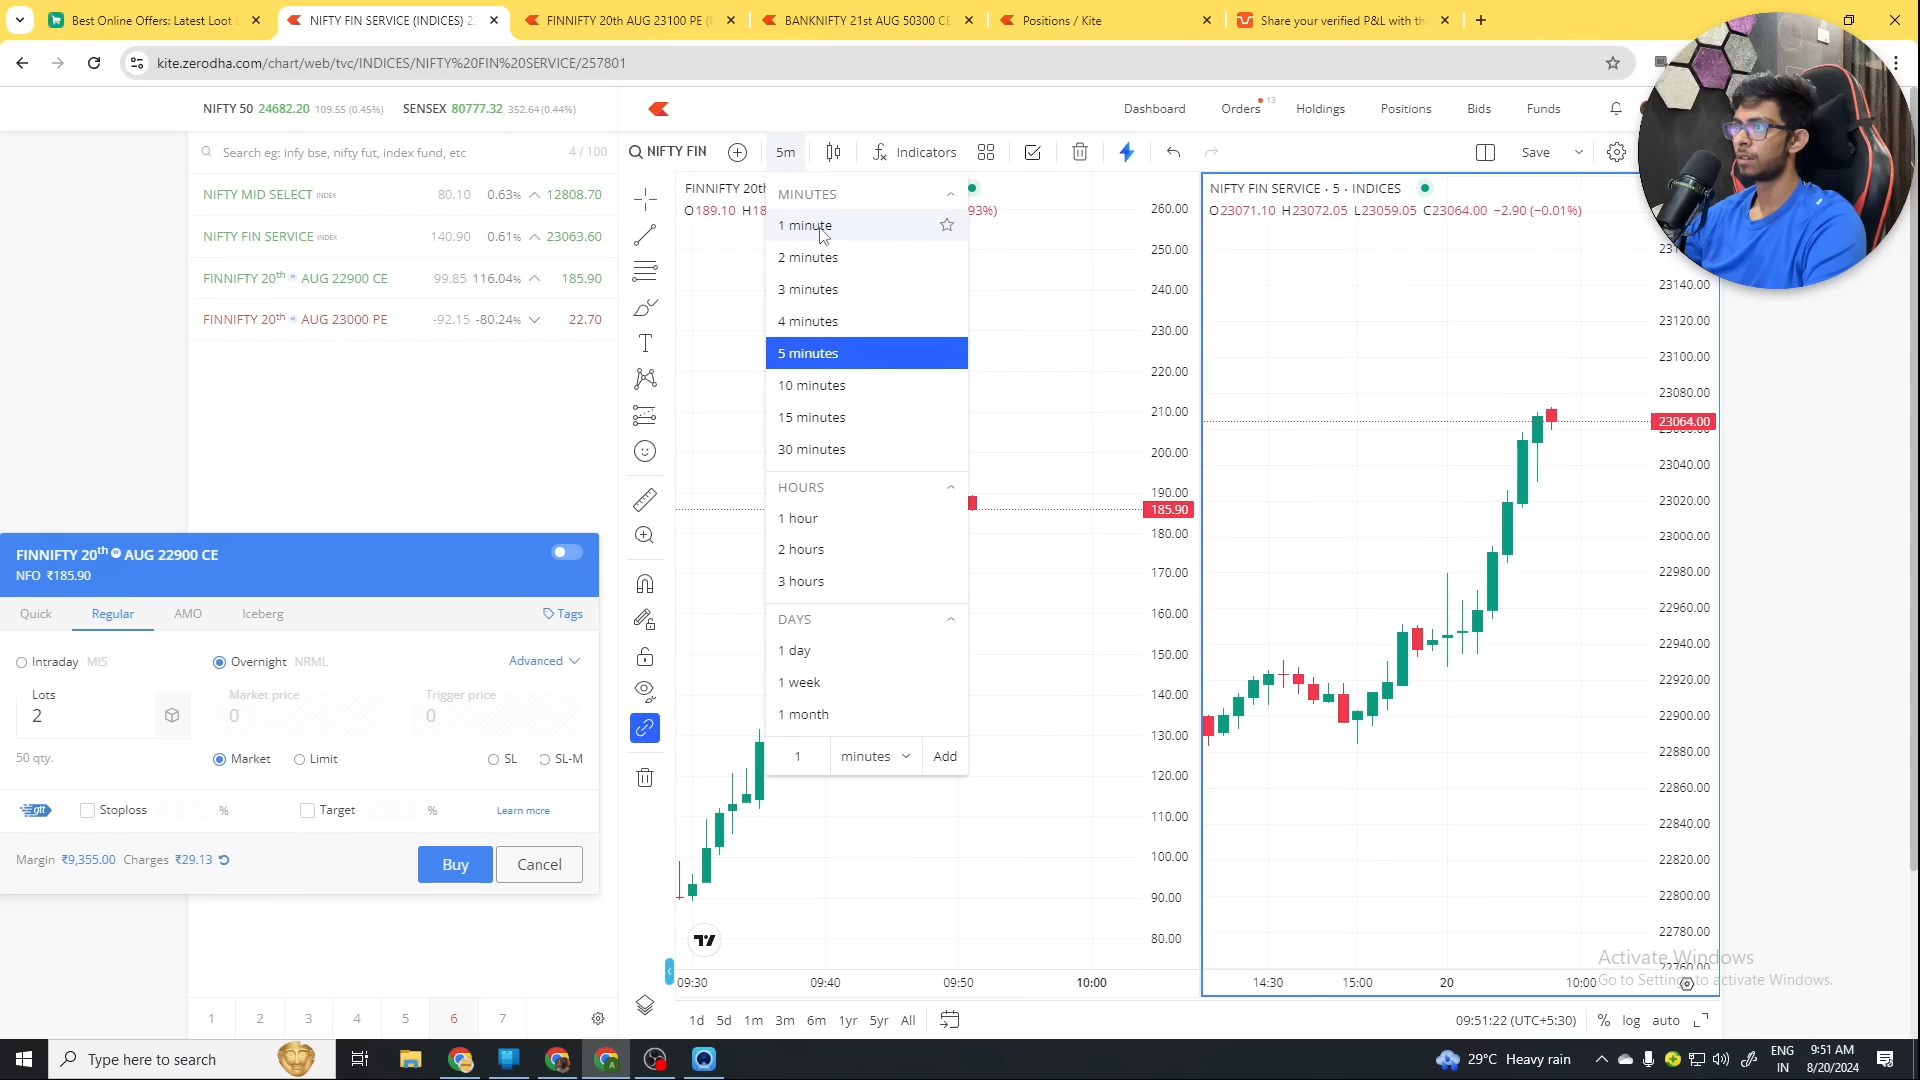 Best Online Offers: Latest Loot
NIFTY FIN SERVICE (INDICES) 2
FINNIFTY 20th AUG 23100 PE
BANKNIFTY 21st AUG 50300 CE
Positions / Kite
Share your verified P&L with the
kite.zerodha.com/chart/web/tvc/INDICES/NIFTY%20FIN%20SERVICE/257801
NIFTY 50 24682.20 109.55 (0.45%) SENSEX 80777.32 352.64 (0.44%)
Dashboard Orders 13 Holdings Positions Bids Funds
Search eg: infy bse, nifty fut, index fund, etc 4 / 100
NIFTY FIN 5m Indicators Save
NIFTY MID SELECT INDEX 80.10 0.63% 12808.70
NIFTY FIN SERVICE INDEX 140.90 0.61% 23063.60
FINNIFTY 20th W AUG 22900 CE 99.85 116.04% 185.90
FINNIFTY 20th W AUG 23000 PE -92.15 -80.24% 22.70
FINNIFTY 20th
O189.10 H18 93%)
MINUTES
1 minute
2 minutes
3 minutes
4 minutes
5 minutes
10 minutes
15 minutes
30 minutes
HOURS
1 hour
2 hours
3 hours
DAYS
1 day
1 week
1 month
1 minutes Add
260.00
250.00
240.00
230.00
220.00
210.00
200.00
190.00
185.90
180.00
170.00
160.00
150.00
140.00
130.00
120.00
110.00
100.00
90.00
80.00
09:30 09:40 09:50 10:00
NIFTY FIN SERVICE · 5 · INDICES
O23071.10 H23072.05 L23059.05 C23064.00 −2.90 (−0.01%)
23140.00
23120.00
23100.00
23080.00
23064.00
23040.00
23020.00
23000.00
22980.00
22960.00
22940.00
22920.00
22900.00
22880.00
22860.00
22840.00
22820.00
22800.00
22780.00
22760.00
14:30 15:00 20 10:00
FINNIFTY 20th W AUG 22900 CE
NFO ₹185.90
Quick Regular AMO Iceberg Tags
Intraday MIS Overnight NRML Advanced
Lots Market price Trigger price
2 0 0
50 qty. Market Limit SL SL-M
gtt Stoploss % Target % Learn more
Margin ₹9,355.00 Charges ₹29.13 Buy Cancel
1 2 3 4 5 6 7
1d 5d 1m 3m 6m 1yr 5yr All
09:51:22 (UTC+5:30) % log auto
Activate Windows
Go to Settings to activate Windows.
Type here to search
29°C Heavy rain
ENG
IN
9:51 AM
8/20/2024